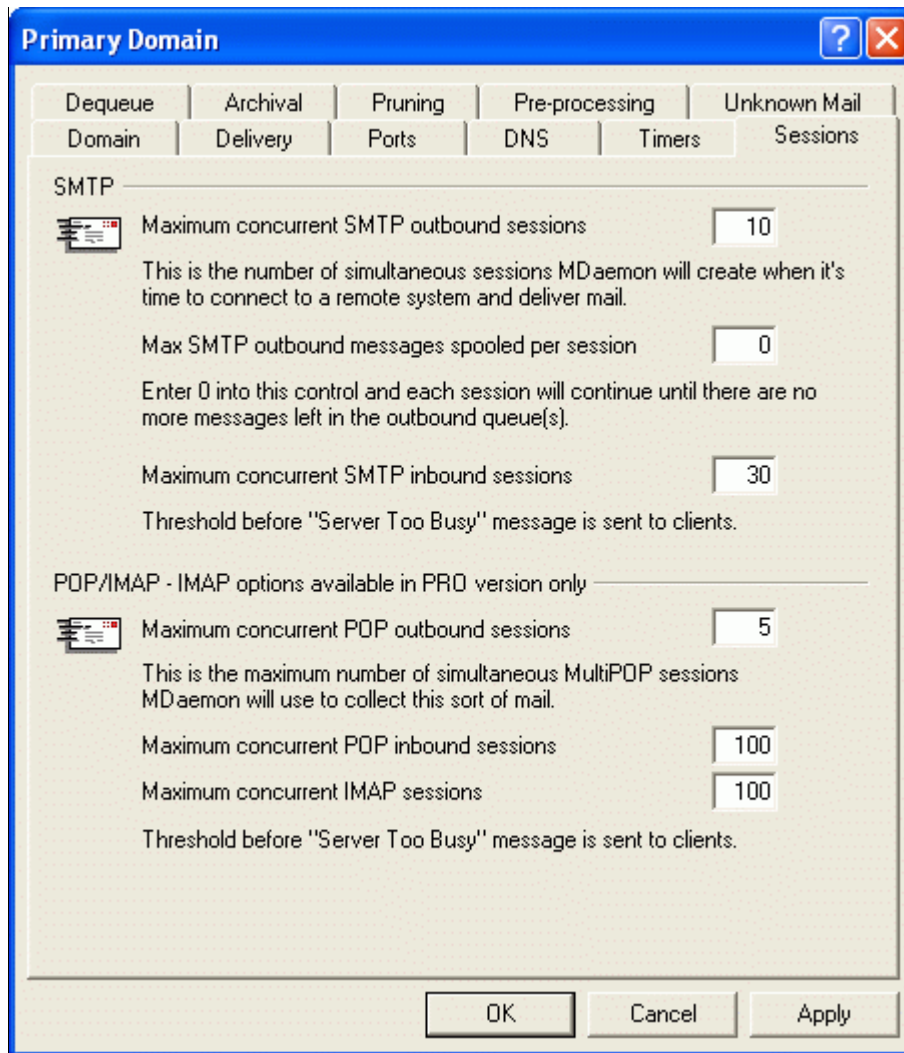 Primary Domain
Dequeue Archival Pruning Pre-processing Unknown Mail
Domain Delivery Ports DNS Timers Sessions
SMTP
Maximum concurrent SMTP outbound sessions 10
This is the number of simultaneous sessions MDaemon will create when it's
time to connect to a remote system and deliver mail.
Max SMTP outbound messages spooled per session 0
Enter 0 into this control and each session will continue until there are no
more messages left in the outbound queue(s).
Maximum concurrent SMTP inbound sessions 30
Threshold before "Server Too Busy" message is sent to clients.
POP/IMAP - IMAP options available in PRO version only
Maximum concurrent POP outbound sessions 5
This is the maximum number of simultaneous MultiPOP sessions
MDaemon will use to collect this sort of mail.
Maximum concurrent POP inbound sessions 100
Maximum concurrent IMAP sessions 100
Threshold before "Server Too Busy" message is sent to clients.
OK Cancel Apply